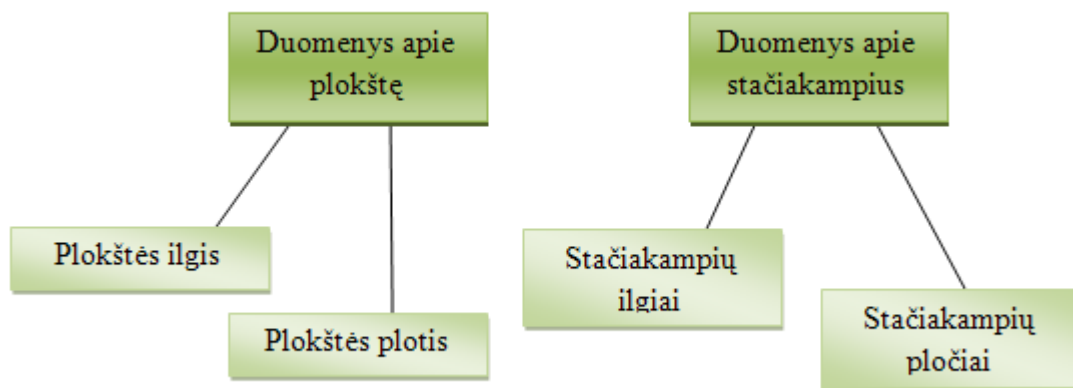 Duomenys apie
plokštę
Duomenys apie
stačiakampius
Plokštės ilgis
Plokštės plotis
Stačiakampių
ilgiai
Stačiakampių
pločiai